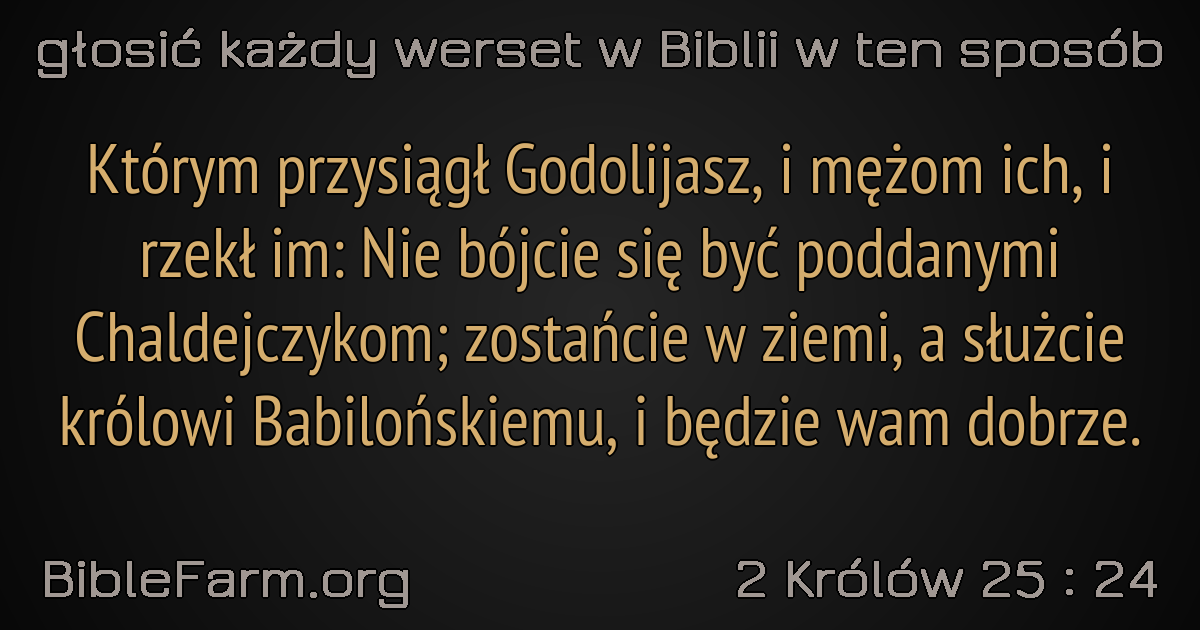 głosić każdy werset w Biblii w ten sposób
Którym przysiągł Godolijasz, i mężom ich, i
rzekł im: Nie bójcie się być poddanymi
Chaldejczykom; zostańcie w ziemi, a służcie
królowi Babilońskiemu, i będzie wam dobrze.
BibleFarm.org
2 Królów 25 : 24